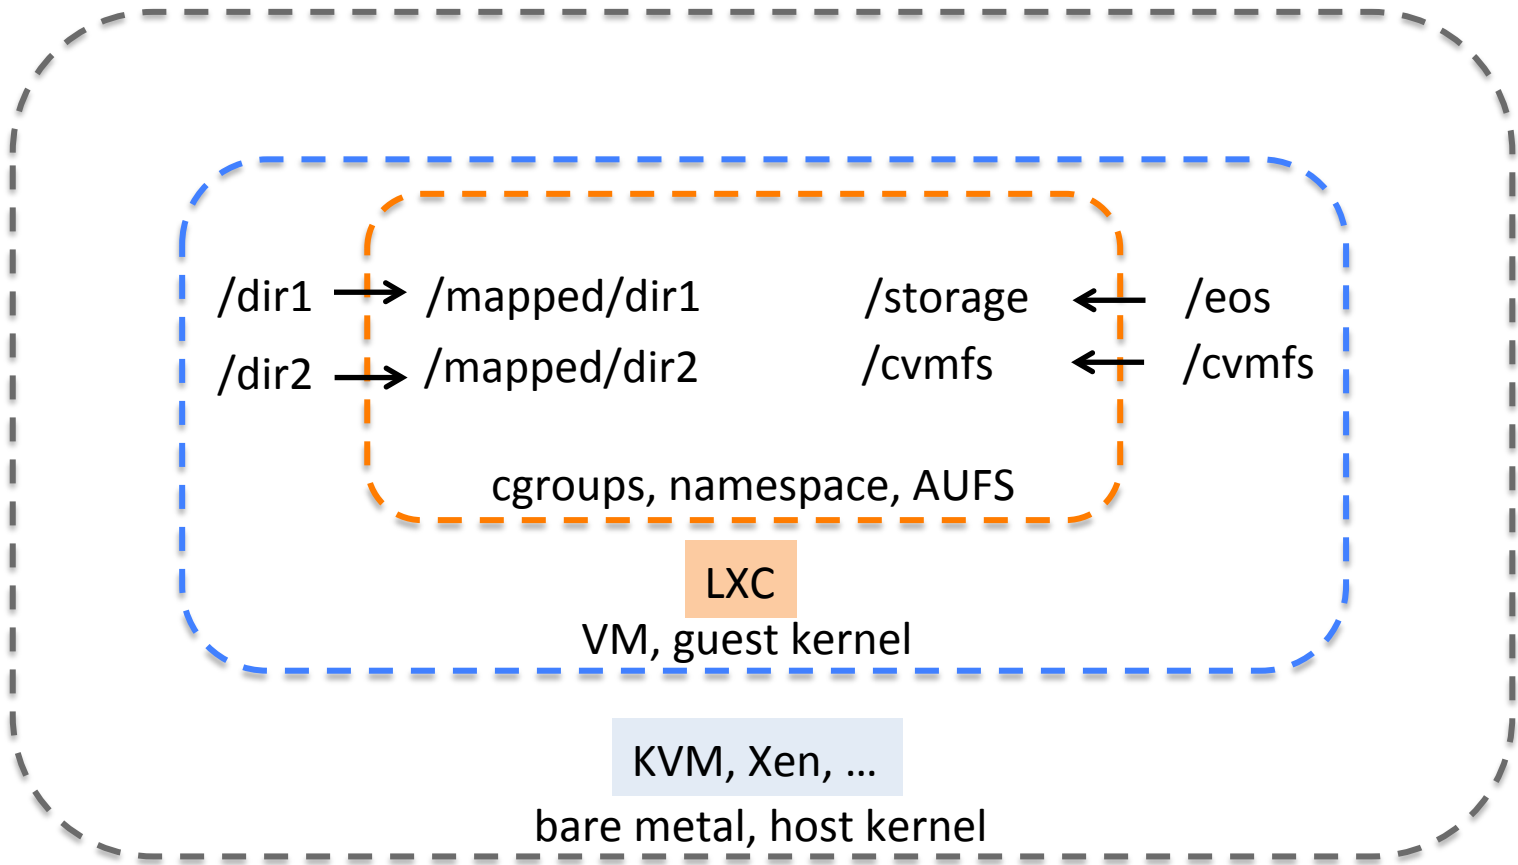 /dir1 /mapped/dir1 /storage /eos
/dir2 /mapped/dir2 /cvmfs /cvmfs
cgroups, namespace, AUFS
LXC
VM, guest kernel
KVM, Xen, …
bare metal, host kernel